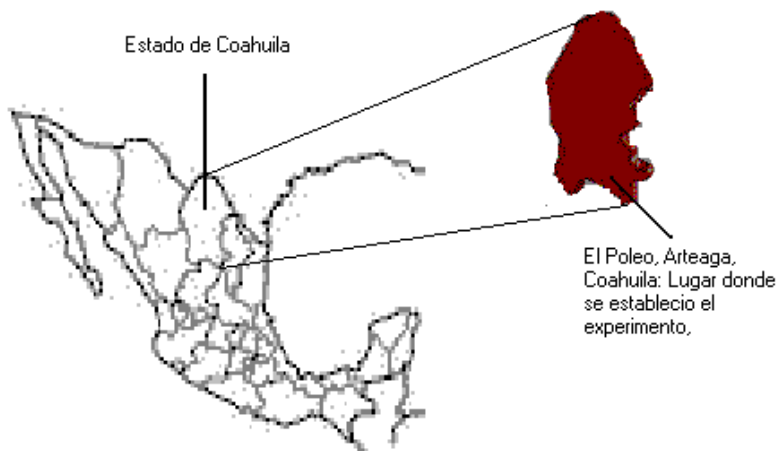 Estado de Coahuila
El Poleo, Arteaga,
Coahuila: Lugar donde
se establecio el
experimento,